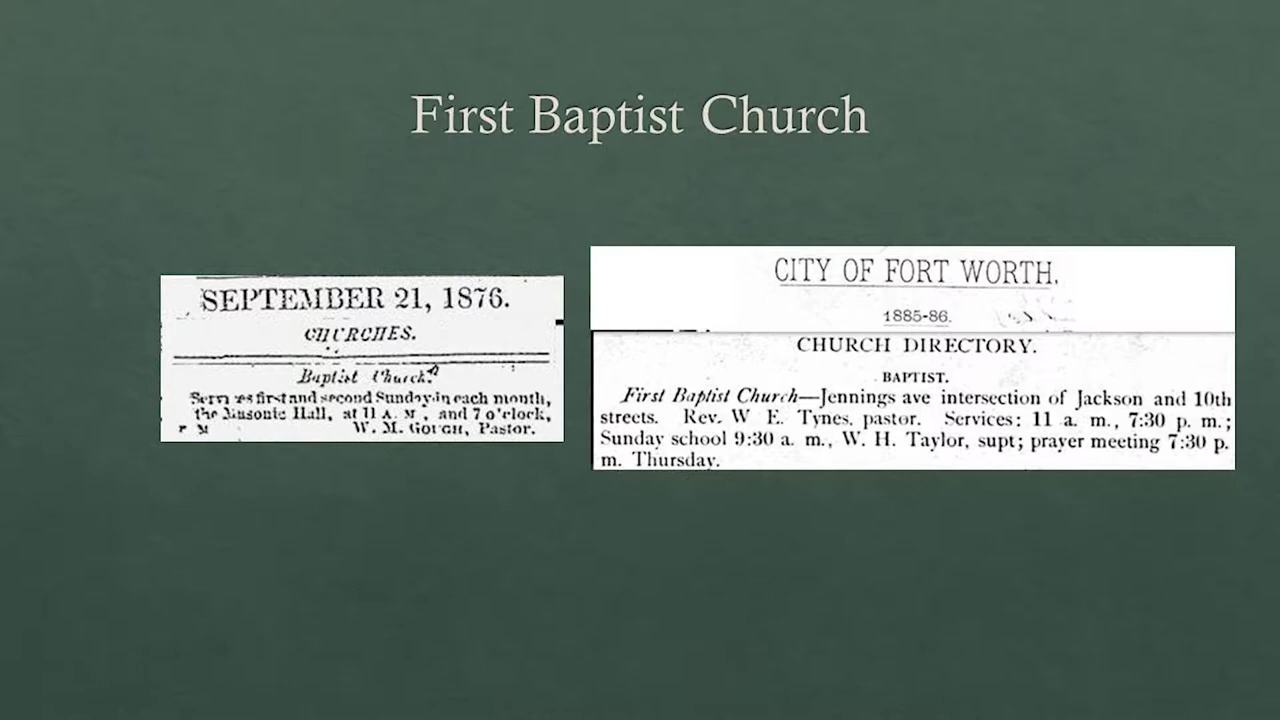 First Baptist Church
SEPTEMBER 21, 1876.
CHURCHES.
Baptist Church.
first and second Sunday in each month,
the Masonic Hall, at 11 A. M., and 7 o'clock,
P M W. M. GOUGH, Pastor.
CITY OF FORT WORTH.
1885-86.
CHURCH DIRECTORY.
BAPTIST.
First Baptist Church—Jennings ave intersection of Jackson and 10th
streets. Rev. W E. Tynes, pastor. Services: 11 a. m., 7:30 p. m.;
Sunday school 9:30 a. m., W. H. Taylor, supt; prayer meeting 7:30 p.
m. Thursday.